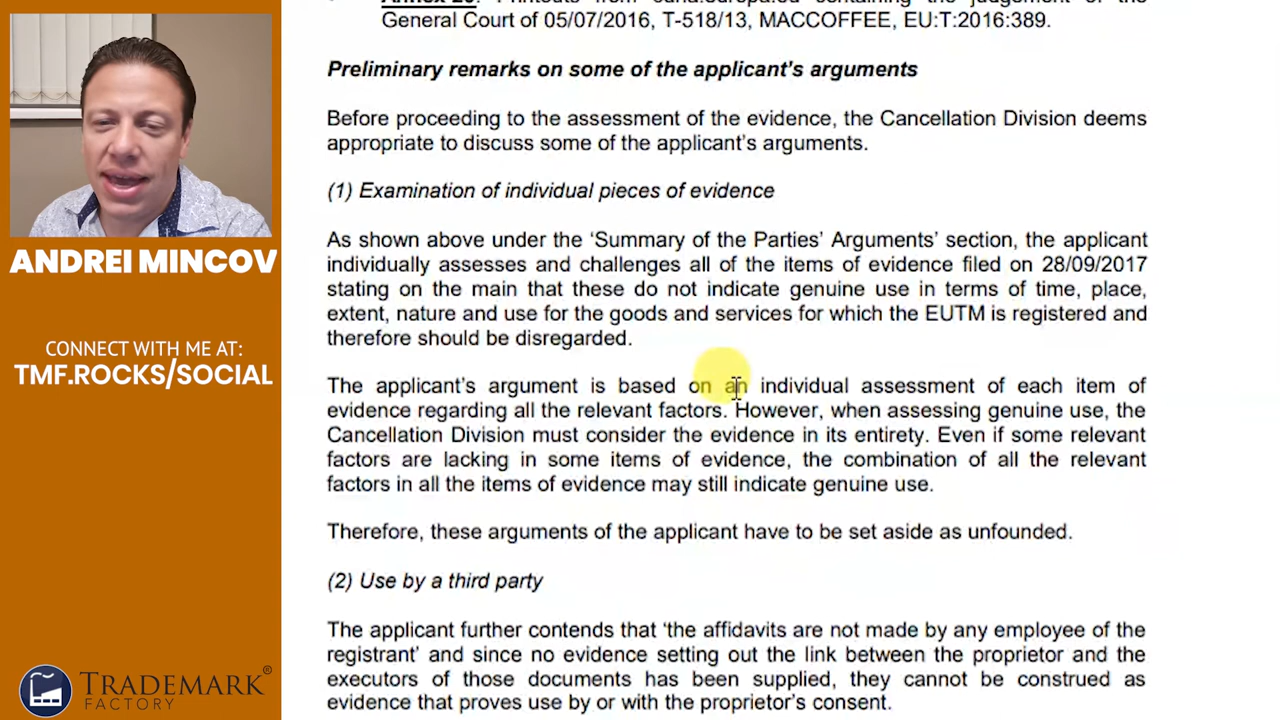 Annex 20: Printouts from curia.europa.eu containing the judgement of the
General Court of 05/07/2016, T-518/13, MACCOFFEE, EU:T:2016:389.
Preliminary remarks on some of the applicant's arguments
Before proceeding to the assessment of the evidence, the Cancellation Division deems
appropriate to discuss some of the applicant's arguments.
(1) Examination of individual pieces of evidence
As shown above under the 'Summary of the Parties' Arguments' section, the applicant
individually assesses and challenges all of the items of evidence filed on 28/09/2017
stating on the main that these do not indicate genuine use in terms of time, place,
extent, nature and use for the goods and services for which the EUTM is registered and
therefore should be disregarded.
The applicant's argument is based on an individual assessment of each item of
evidence regarding all the relevant factors. However, when assessing genuine use, the
Cancellation Division must consider the evidence in its entirety. Even if some relevant
factors are lacking in some items of evidence, the combination of all the relevant
factors in all the items of evidence may still indicate genuine use.
Therefore, these arguments of the applicant have to be set aside as unfounded.
(2) Use by a third party
The applicant further contends that 'the affidavits are not made by any employee of the
registrant' and since no evidence setting out the link between the proprietor and the
executors of those documents has been supplied, they cannot be construed as
evidence that proves use by or with the proprietor's consent.
ANDREI MINCOV
CONNECT WITH ME AT:
TMF.ROCKS/SOCIAL
TRADEMARK®
FACTORY